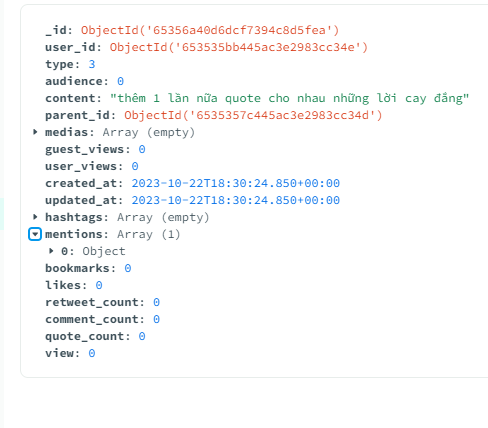 _id: ObjectId('65356a40d6dcf7394c8d5fea')
user_id: ObjectId('653535bb445ac3e2983cc34e')
type: 3
audience: 0
content: "thêm 1 lần nữa quote cho nhau những lời cay đắng"
parent_id: ObjectId('6535357c445ac3e2983cc34d')
medias: Array (empty)
guest_views: 0
user_views: 0
created_at: 2023-10-22T18:30:24.850+00:00
updated_at: 2023-10-22T18:30:24.850+00:00
hashtags: Array (empty)
mentions: Array (1)
0: Object
bookmarks: 0
likes: 0
retweet_count: 0
comment_count: 0
quote_count: 0
view: 0